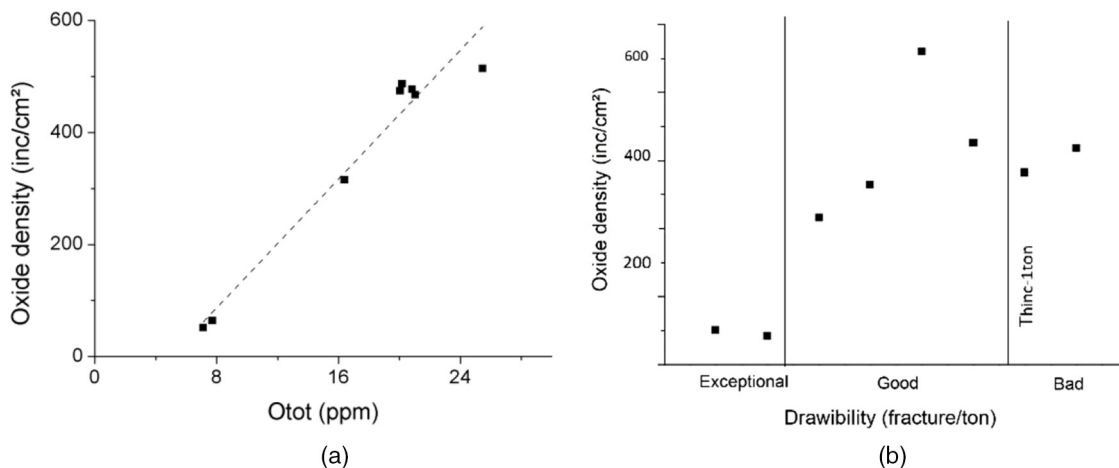 600
400
200
0
0
8
16
24
Oxide density (inc/cm²)
Otot (ppm)
(a)
600
400
200
Oxide density (inc/cm²)
Thinc-1ton
Exceptional
Good
Bad
Drawibility (fracture/ton)
(b)